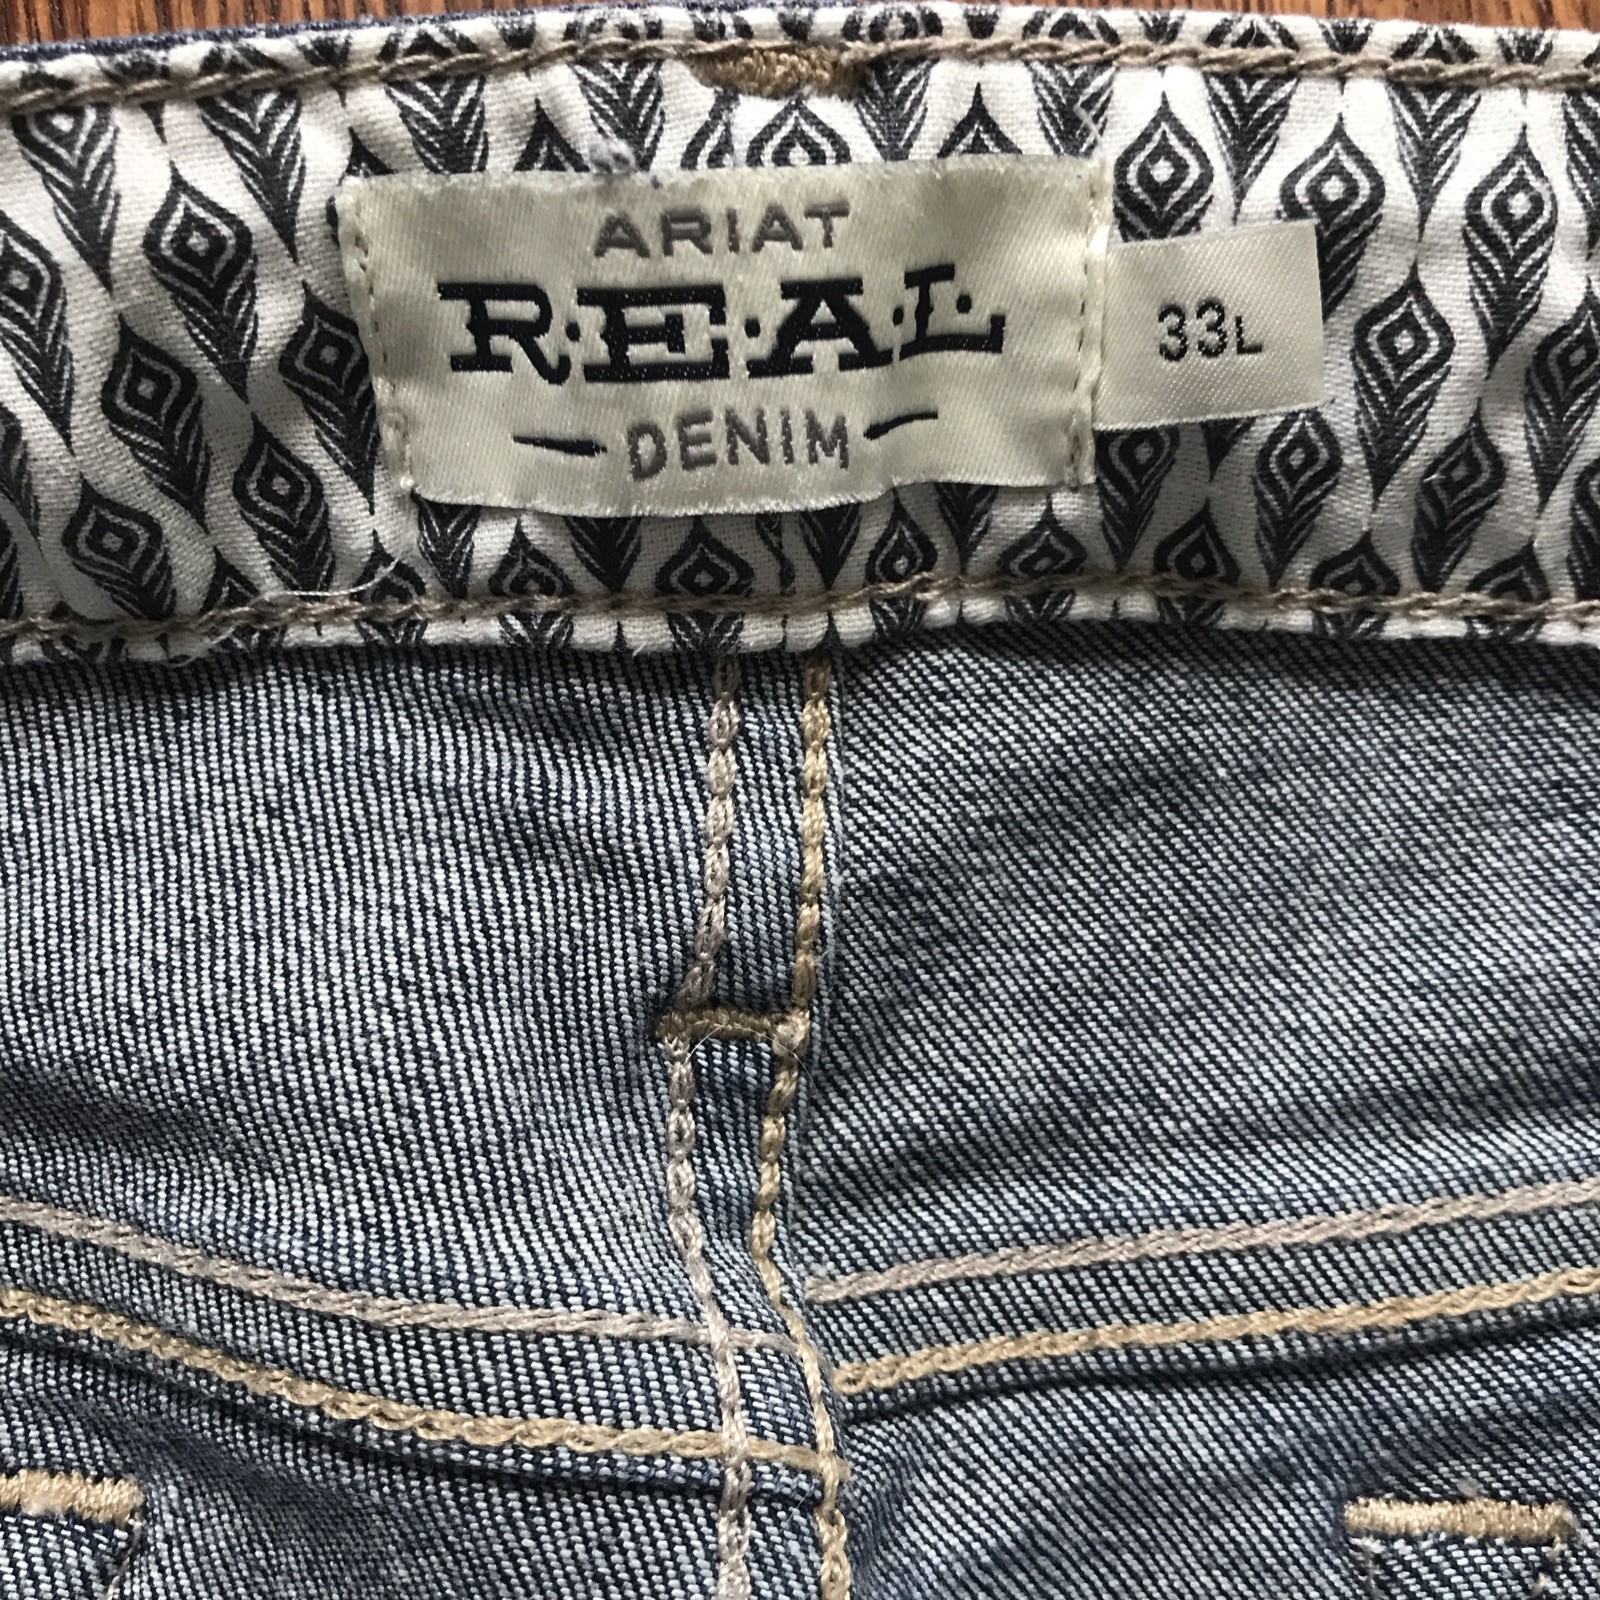 ARIAT
R·E·A·L·
DENIM
33L